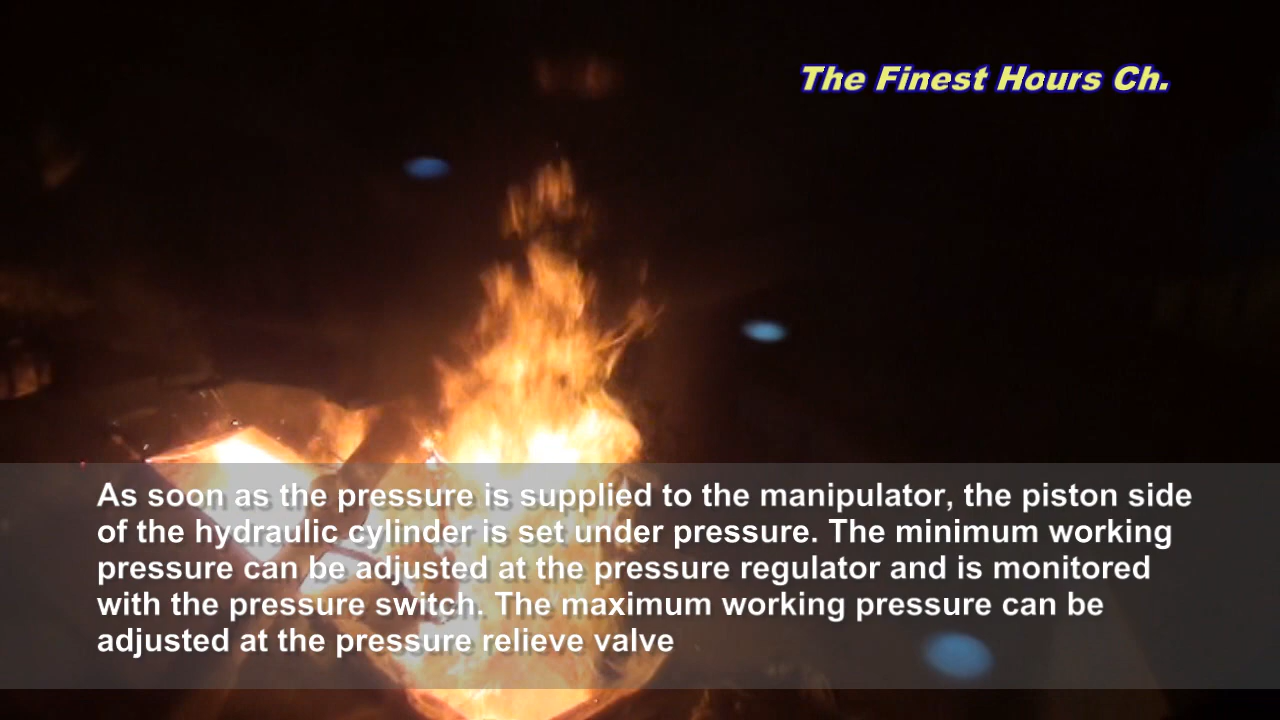 The Finest Hours Ch.
As soon as the pressure is supplied to the manipulator, the piston side
of the hydraulic cylinder is set under pressure. The minimum working
pressure can be adjusted at the pressure regulator and is monitored
with the pressure switch. The maximum working pressure can be
adjusted at the pressure relieve valve